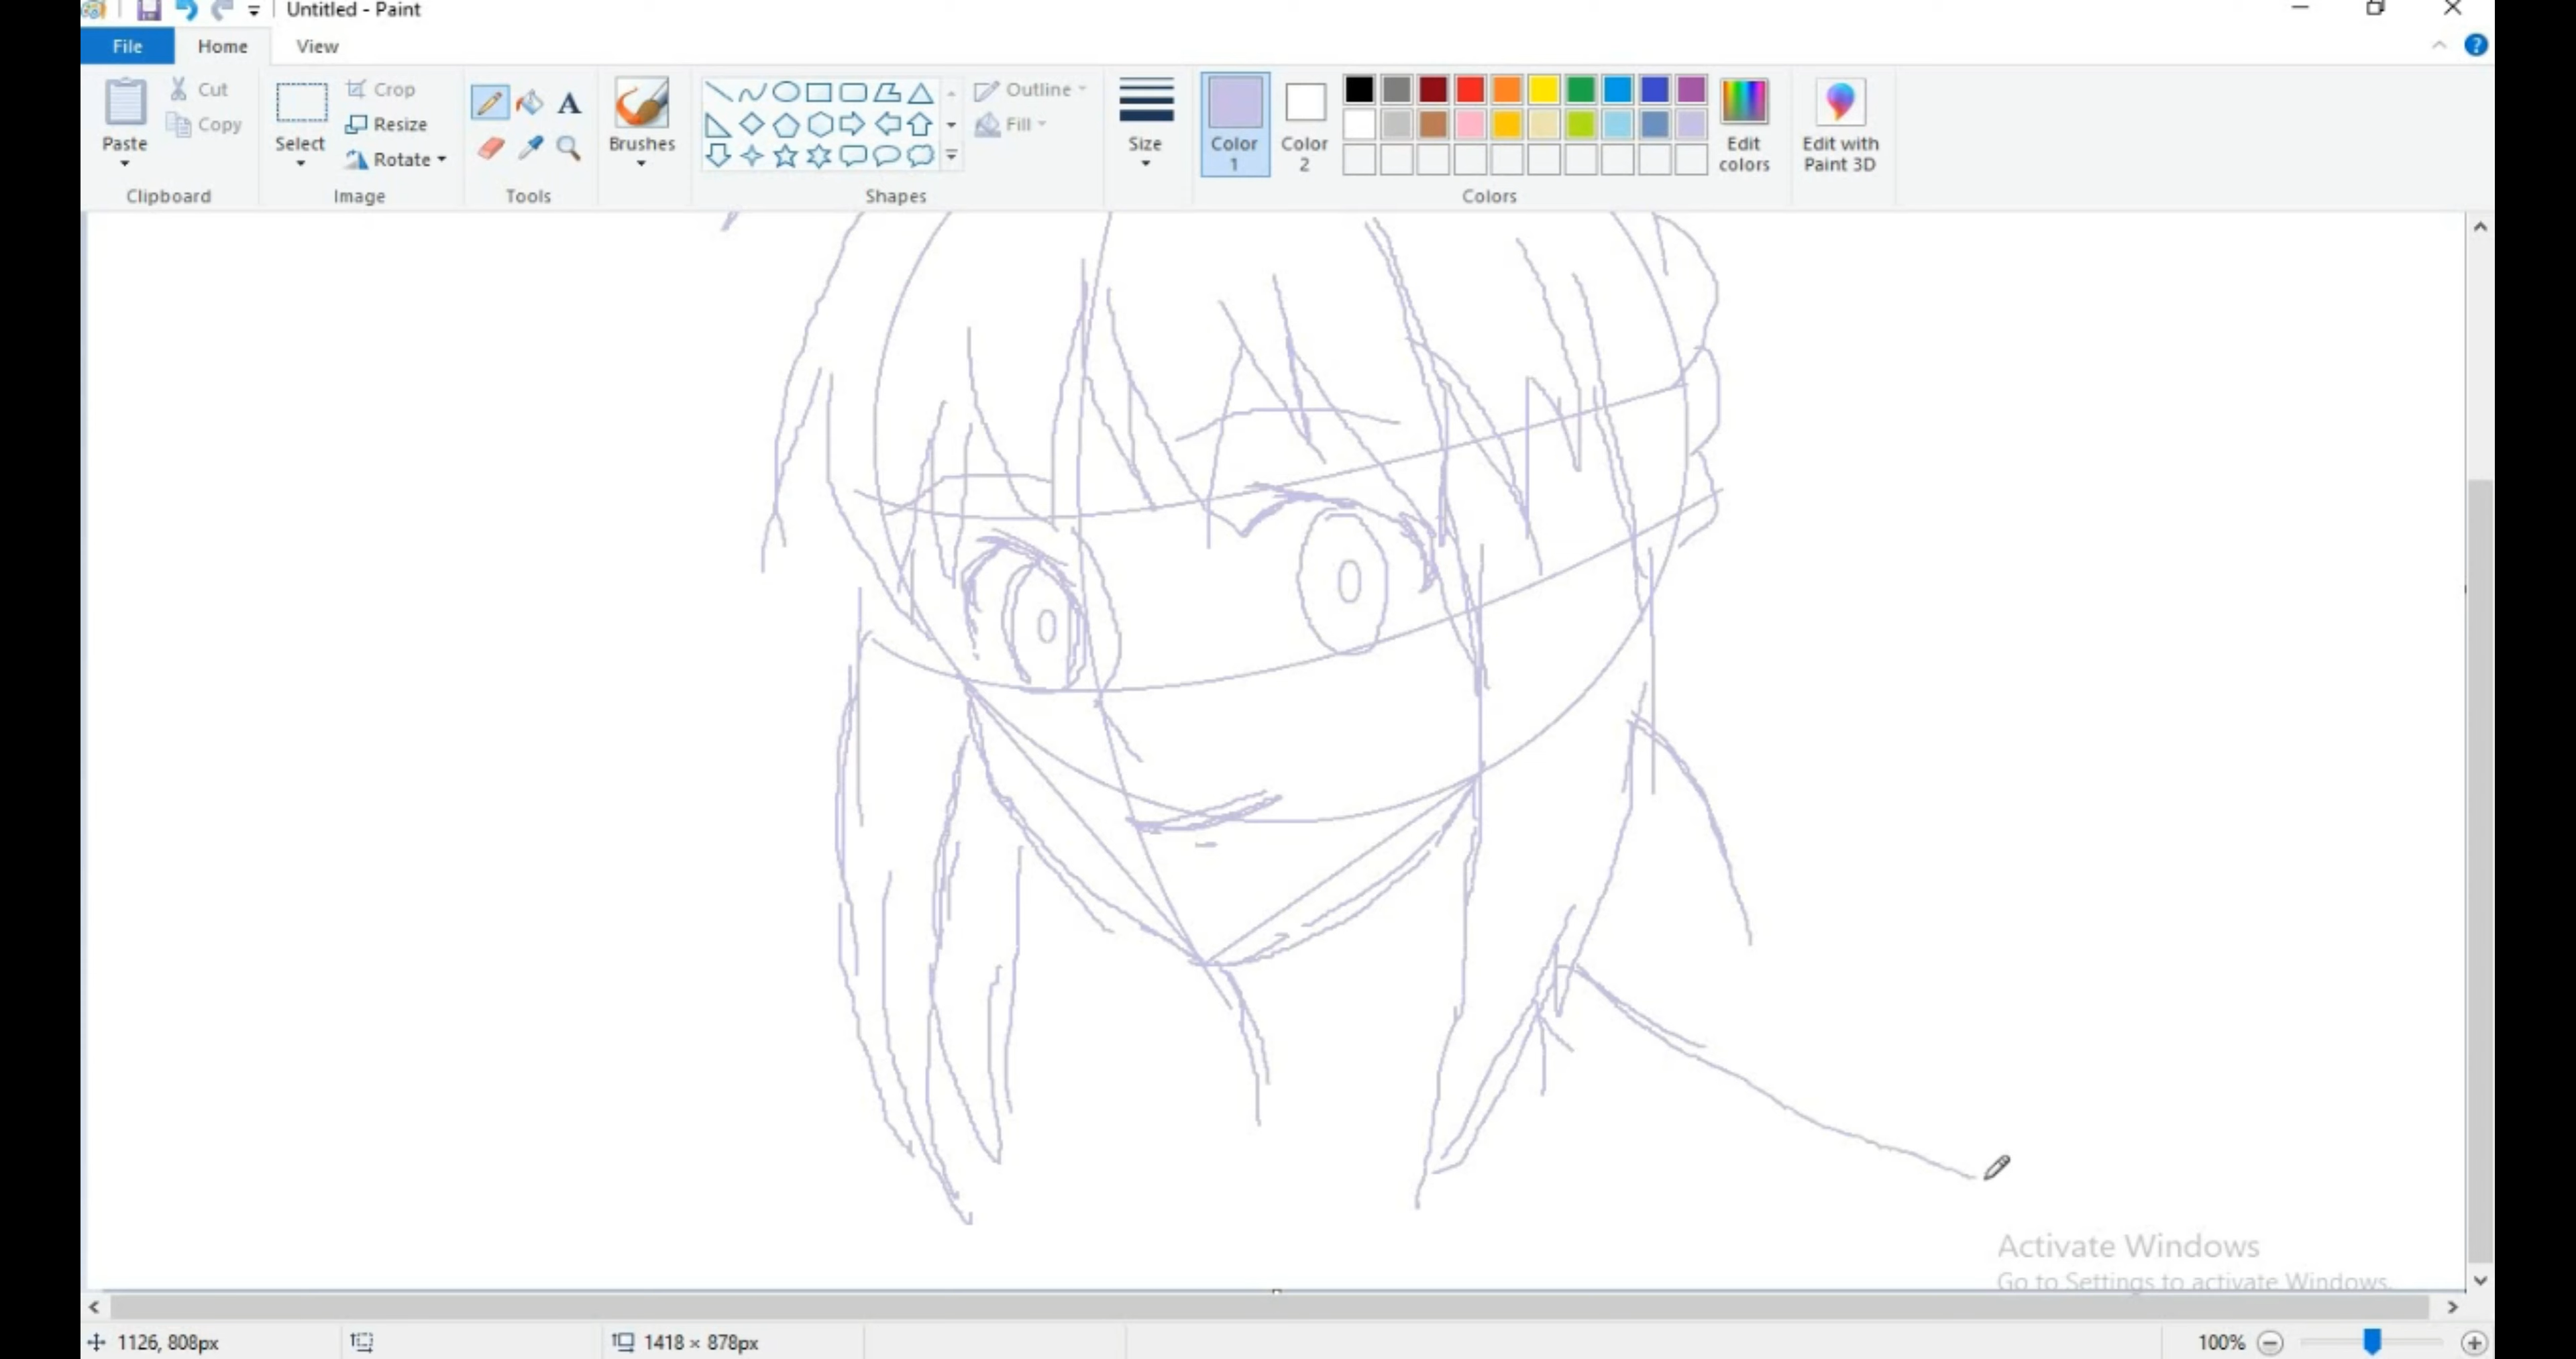 Untitled - Paint
File Home View
Paste Cut Copy Select Crop Resize Rotate A Brushes Outline Fill Size Color 1 Color 2 Edit colors Edit with Paint 3D
Clipboard Image Tools Shapes Colors
Activate Windows
Go to Settings to activate Windows.
1126, 808px 1418 × 878px 100%